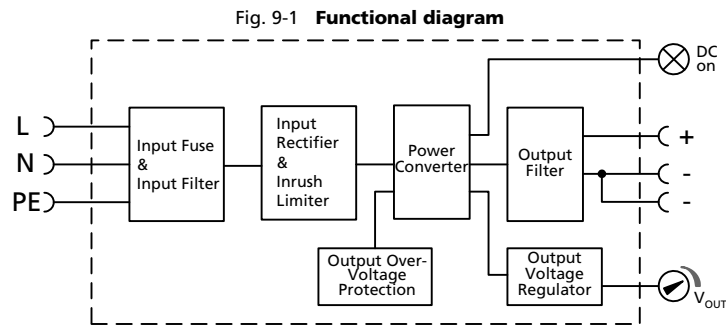 Fig. 9-1 Functional diagram
DC
on
L
N
PE
Input Fuse
&
Input Filter
Input
Rectifier
&
Inrush
Limiter
Power
Converter
Output
Filter
+
-
-
Output Over-
Voltage
Protection
Output
Voltage
Regulator
VOUT